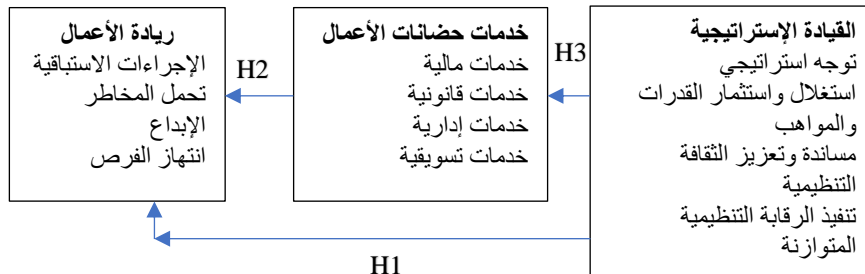 القيادة الإستراتيجية
توجه استراتيجي
استغلال واستثمار القدرات
والمواهب
مساندة وتعزيز الثقافة
التنظيمية
تنفيذ الرقابة التنظيمية
المتوازنة
H3
خدمات حضانات الأعمال
خدمات مالية
خدمات قانونية
خدمات إدارية
خدمات تسويقية
H2
ريادة الأعمال
الإجراءات الاستباقية
تحمل المخاطر
الإبداع
انتهاز الفرص
H1